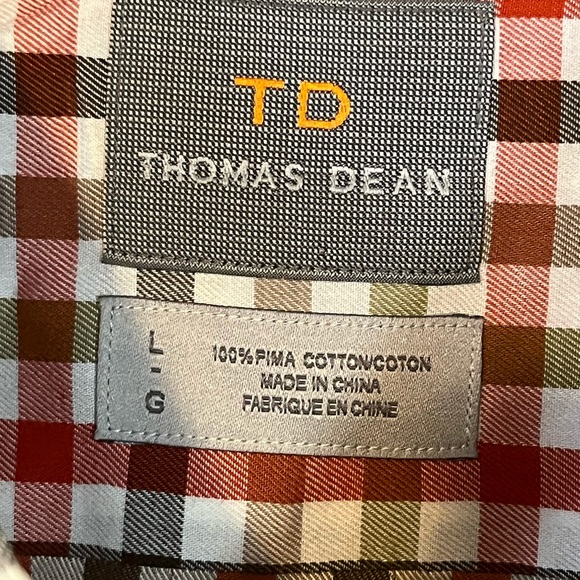 TD
THOMAS DEAN
L
-
G
100% PIMA COTTON/COTON
MADE IN CHINA
FABRIQUE EN CHINE